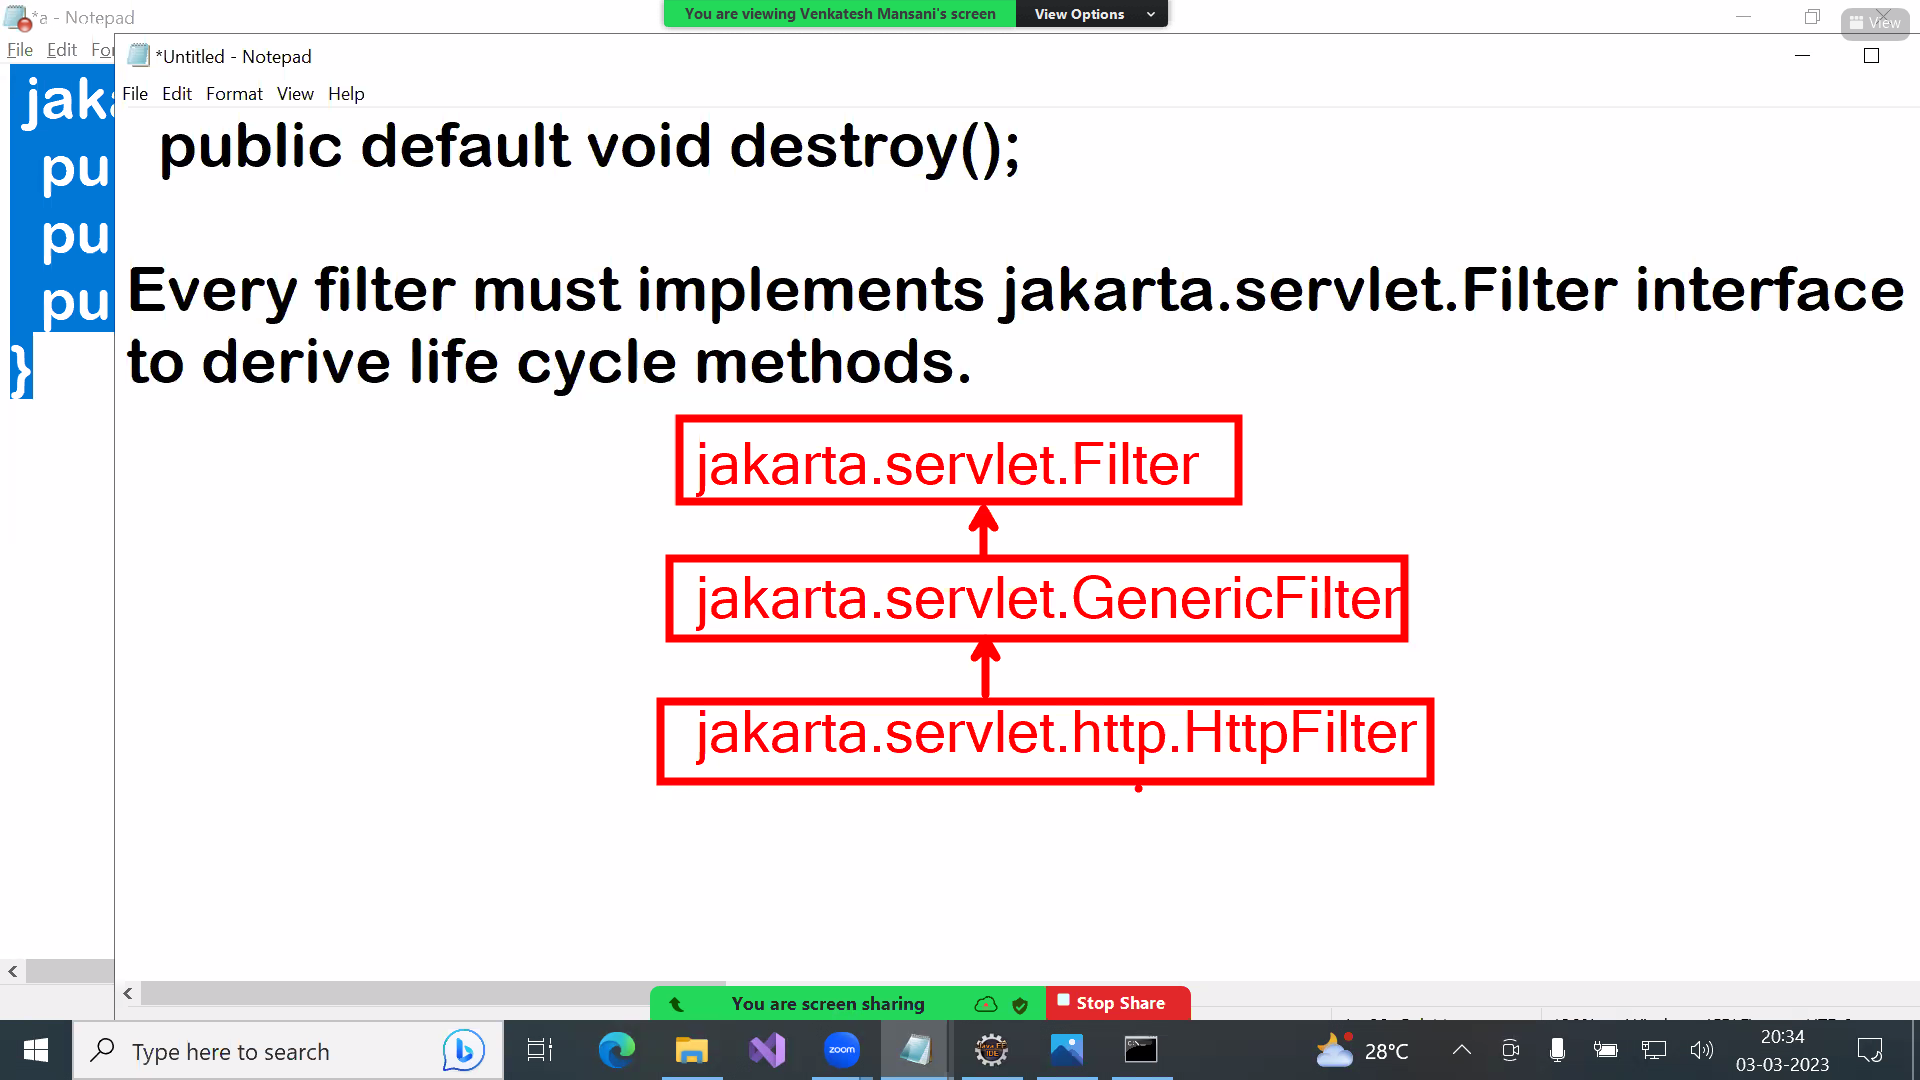 *a - Notepad
You are viewing Venkatesh Mansani's screen
View Options
View
File Edit For
*Untitled - Notepad
File Edit Format View Help
jaka
pu
pu
pu
}
public default void destroy();
Every filter must implements jakarta.servlet.Filter interface
to derive life cycle methods.
jakarta.servlet.Filter
jakarta.servlet.GenericFilter
jakarta.servlet.http.HttpFilter
You are screen sharing
Stop Share
Type here to search
zoom
28°C
20:34
03-03-2023